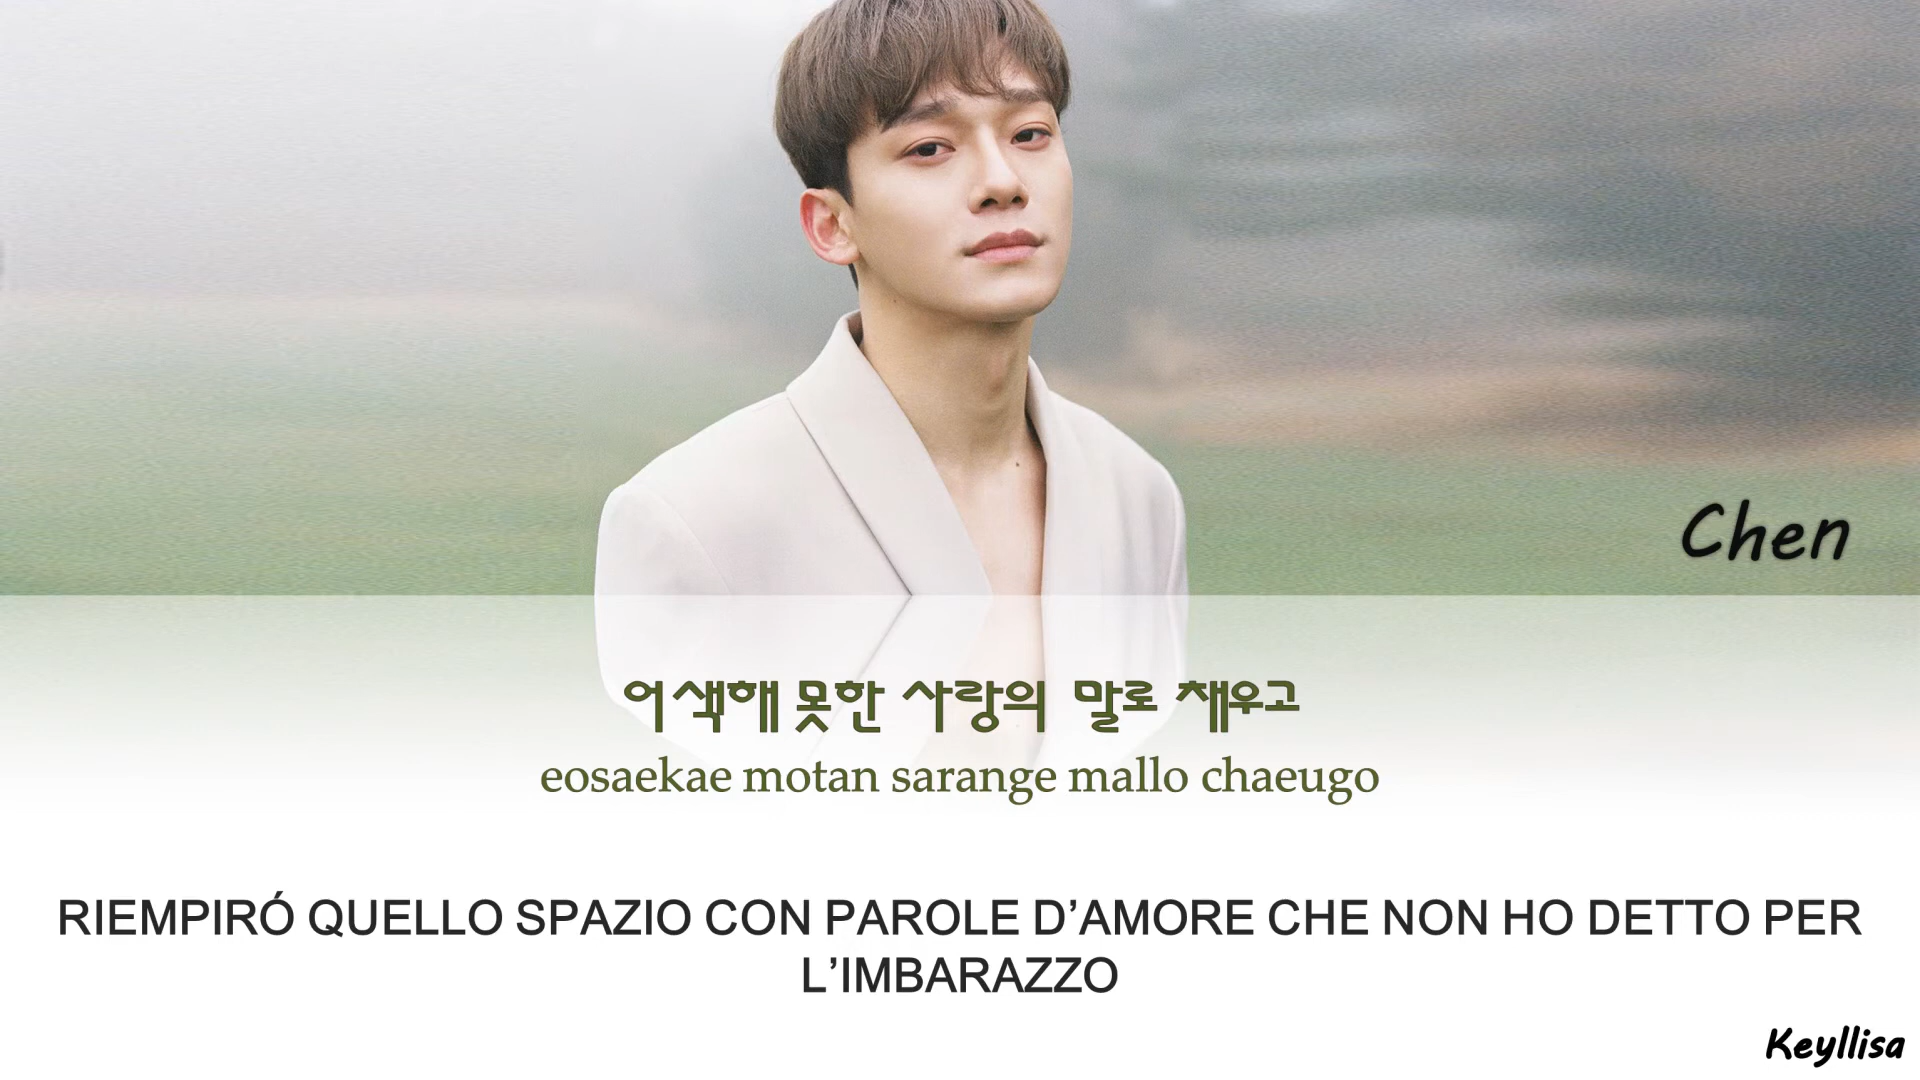 Chen
어색해 못한 사랑의 말로 채우고
eosaekae motan sarange mallo chaeugo
RIEMPIRÓ QUELLO SPAZIO CON PAROLE D’AMORE CHE NON HO DETTO PER
L’IMBARAZZO
Keyllisa